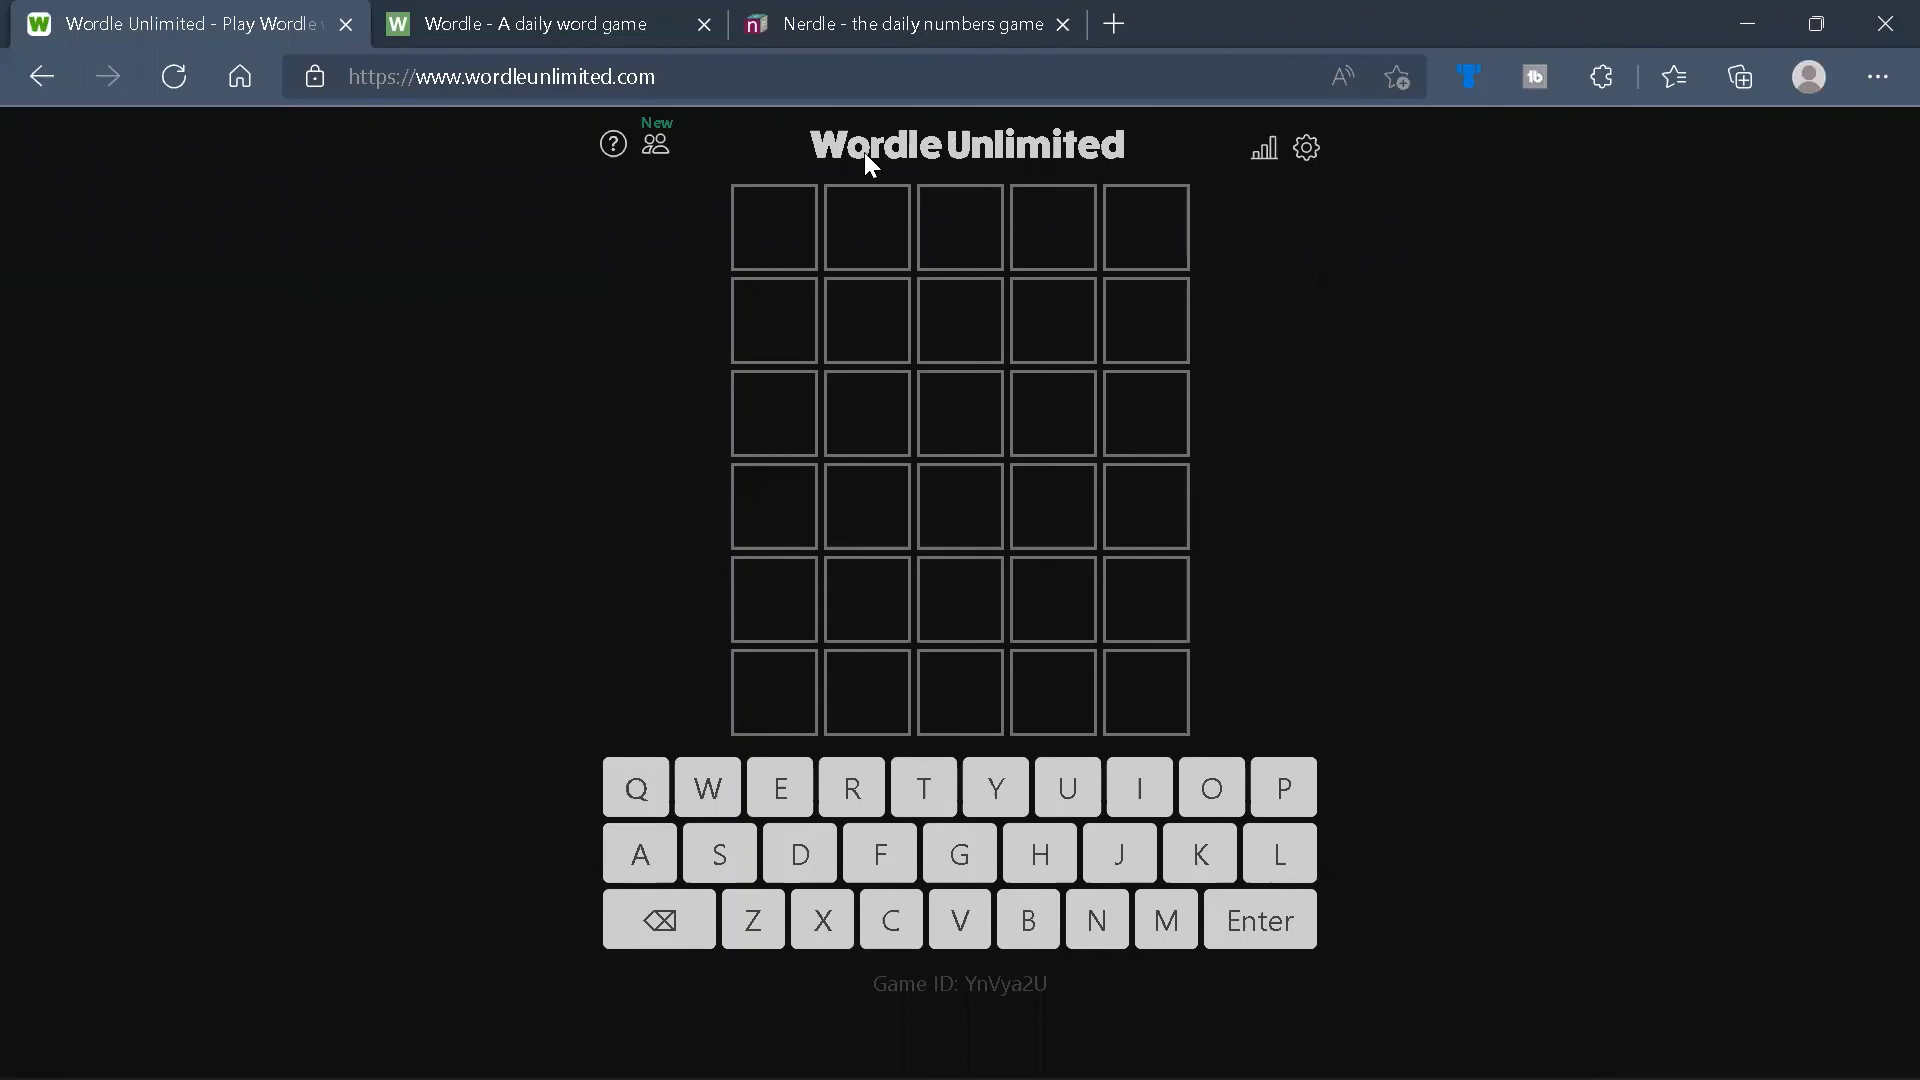 Wordle Unlimited - Play Wordle
Wordle - A daily word game
Nerdle - the daily numbers game
https://www.wordleunlimited.com
New
Wordle Unlimited
Q W E R T Y U I O P
A S D F G H J K L
Z X C V B N M Enter
Game ID: YnVya2U